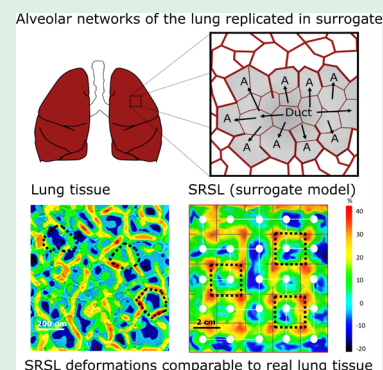 Alveolar networks of the lung replicated in surrogate
A A A A
A Duct A
A A A A
Lung tissue SRSL (surrogate model)
%
40
30
20
10
0
-10
-20
200 µm 2 cm
SRSL deformations comparable to real lung tissue